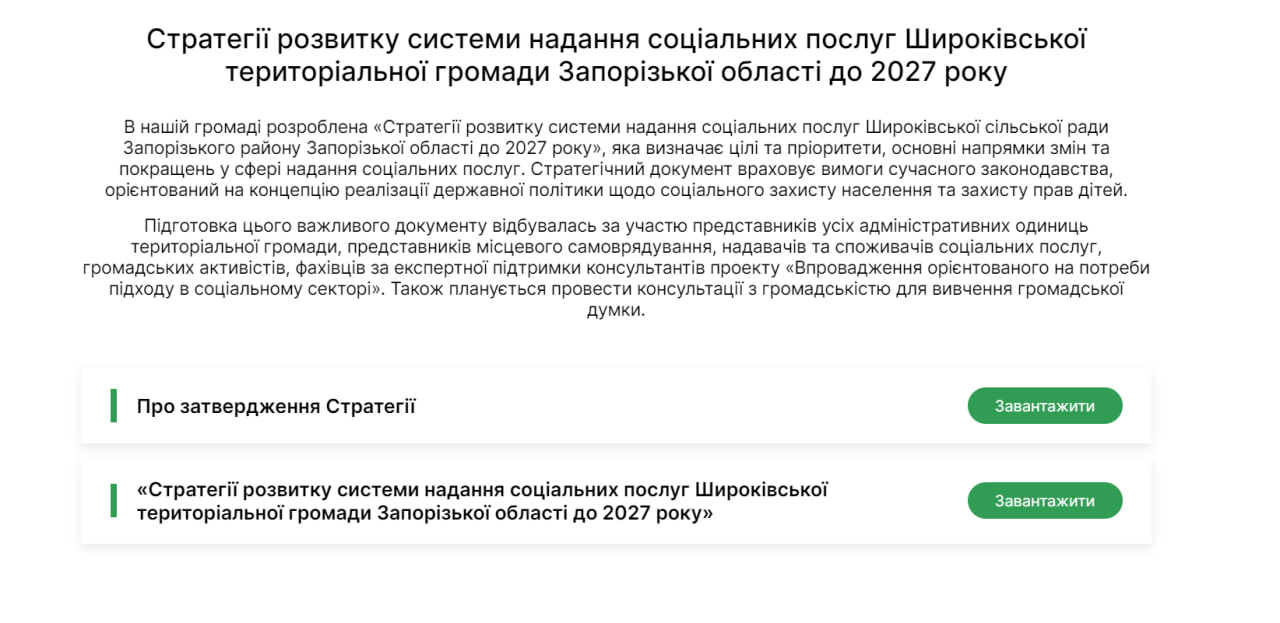 Стратегії розвитку системи надання соціальних послуг Широківської
територіальної громади Запорізької області до 2027 року
В нашій громаді розроблена «Стратегії розвитку системи надання соціальних послуг Широківської сільської ради
Запорізького району Запорізької області до 2027 року», яка визначає цілі та пріоритети, основні напрямки змін та
покращень у сфері надання соціальних послуг. Стратегічний документ враховує вимоги сучасного законодавства,
орієнтований на концепцію реалізації державної політики щодо соціального захисту населення та захисту прав дітей.
Підготовка цього важливого документу відбувалась за участю представників усіх адміністративних одиниць
територіальної громади, представників місцевого самоврядування, надавачів та споживачів соціальних послуг,
громадських активістів, фахівців за експертної підтримки консультантів проекту «Впровадження орієнтованого на потреби
підходу в соціальному секторі». Також планується провести консультації з громадськістю для вивчення громадської
думки.
Про затвердження Стратегії
Завантажити
«Стратегії розвитку системи надання соціальних послуг Широківської
територіальної громади Запорізької області до 2027 року»
Завантажити